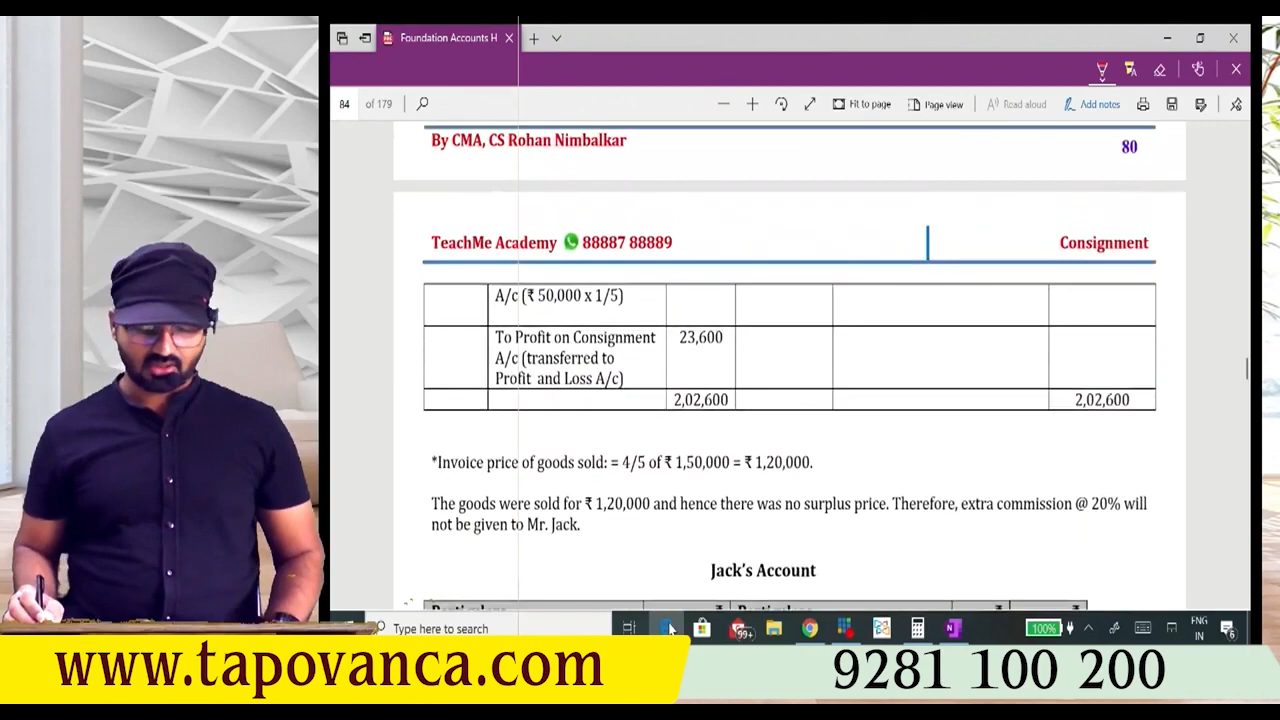 Foundation Accounts H
84 of 179
Fit to page
Page view
Read aloud
Add notes
By CMA, CS Rohan Nimbalkar
80
TeachMe Academy 88887 88889 Consignment
A/c (₹ 50,000 x 1/5)
To Profit on Consignment 23,600
A/c (transferred to
Profit and Loss A/c)
2,02,600 2,02,600
*Invoice price of goods sold: = 4/5 of ₹ 1,50,000 = ₹ 1,20,000.
The goods were sold for ₹ 1,20,000 and hence there was no surplus price. Therefore, extra commission @ 20% will
not be given to Mr. Jack.
Jack's Account
Type here to search
99+
100%
ENG
IN
6
www.tapovanca.com
9281 100 200